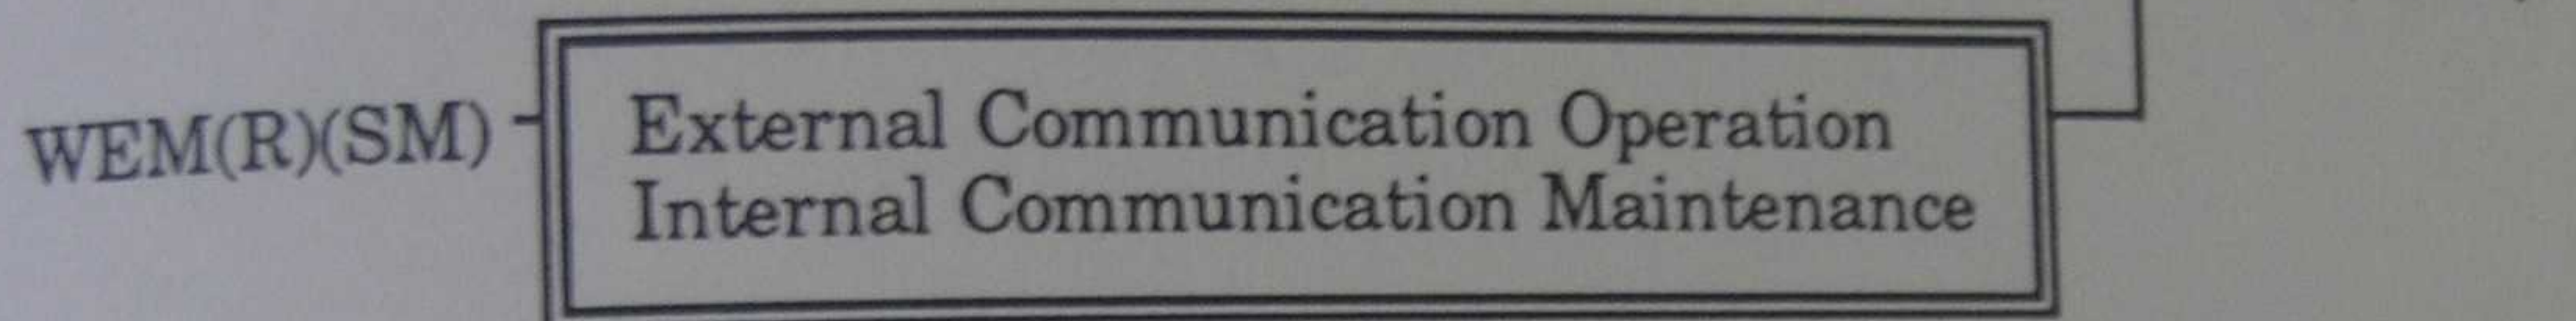 WEM(R)(SM)
External Communication Operation
Internal Communication Maintenance